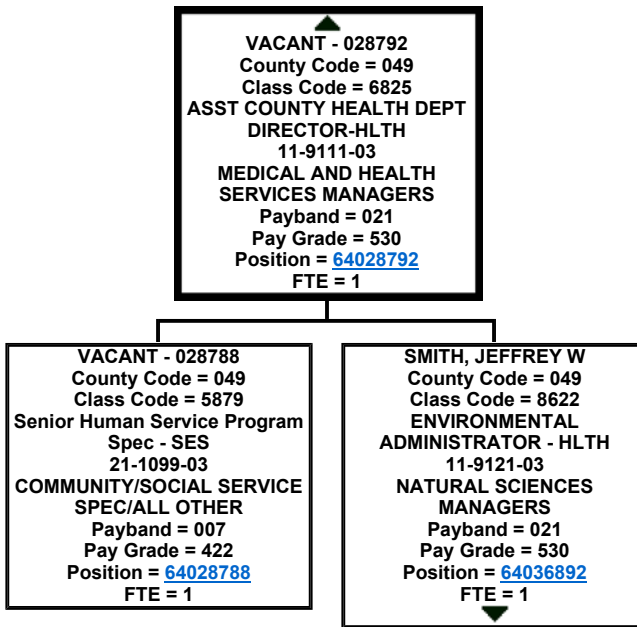 VACANT - 028792
County Code = 049
Class Code = 6825
ASST COUNTY HEALTH DEPT
DIRECTOR-HLTH
11-9111-03
MEDICAL AND HEALTH
SERVICES MANAGERS
Payband = 021
Pay Grade = 530
Position = 64028792
FTE = 1
VACANT - 028788
County Code = 049
Class Code = 5879
Senior Human Service Program
Spec - SES
21-1099-03
COMMUNITY/SOCIAL SERVICE
SPEC/ALL OTHER
Payband = 007
Pay Grade = 422
Position = 64028788
FTE = 1
SMITH, JEFFREY W
County Code = 049
Class Code = 8622
ENVIRONMENTAL
ADMINISTRATOR - HLTH
11-9121-03
NATURAL SCIENCES
MANAGERS
Payband = 021
Pay Grade = 530
Position = 64036892
FTE = 1